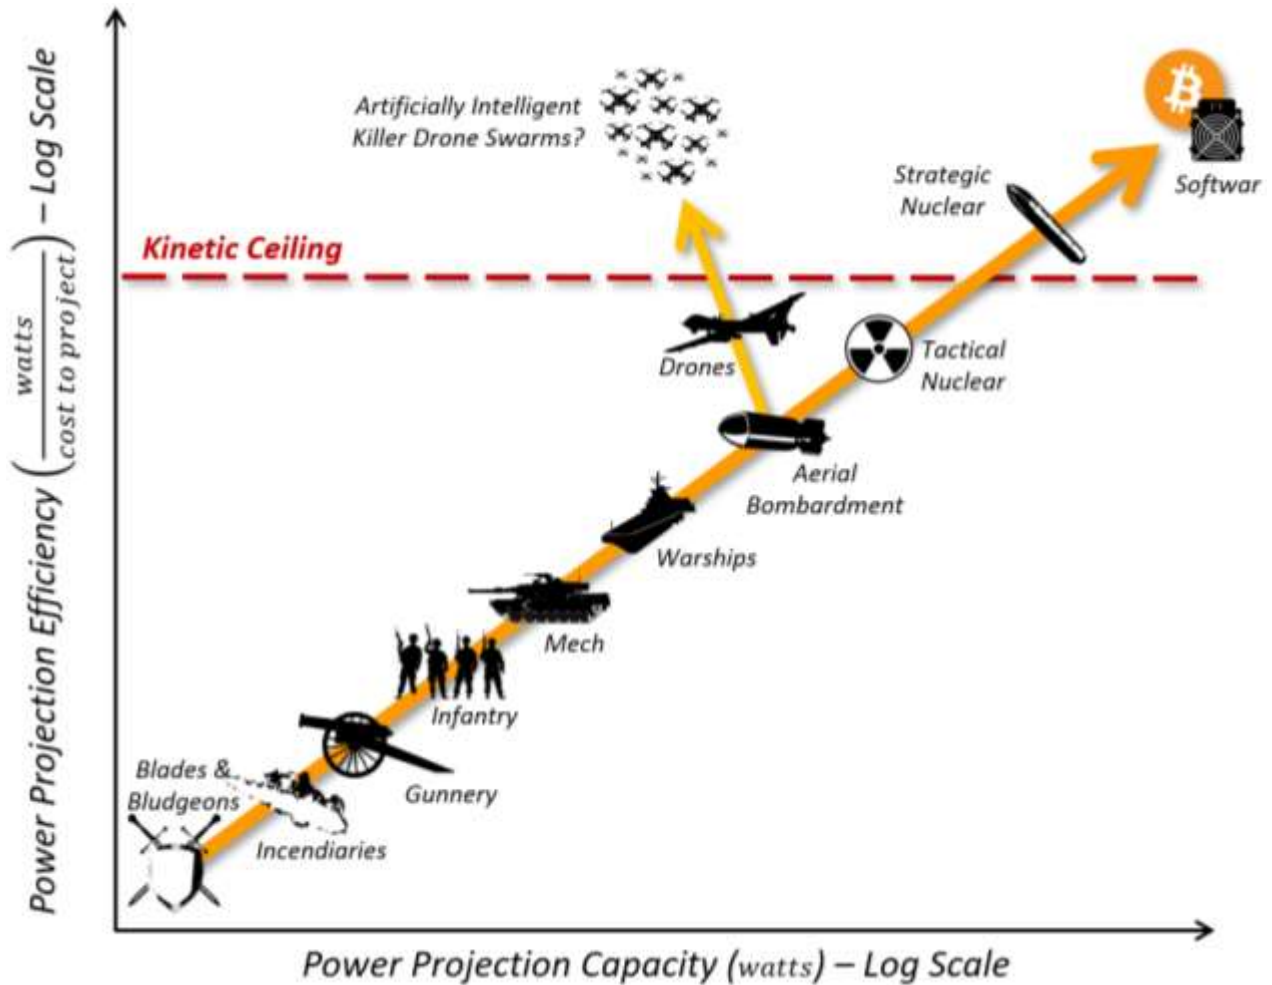 Artificially Intelligent
Killer Drone Swarms?
Strategic
Nuclear
Softwar
Kinetic Ceiling
Drones
Tactical
Nuclear
Aerial
Bombardment
Warships
Mech
Infantry
Blades &
Bludgeons
Gunnery
Incendiaries
Power Projection Efficiency (watts / cost to project) – Log Scale
Power Projection Capacity (watts) – Log Scale